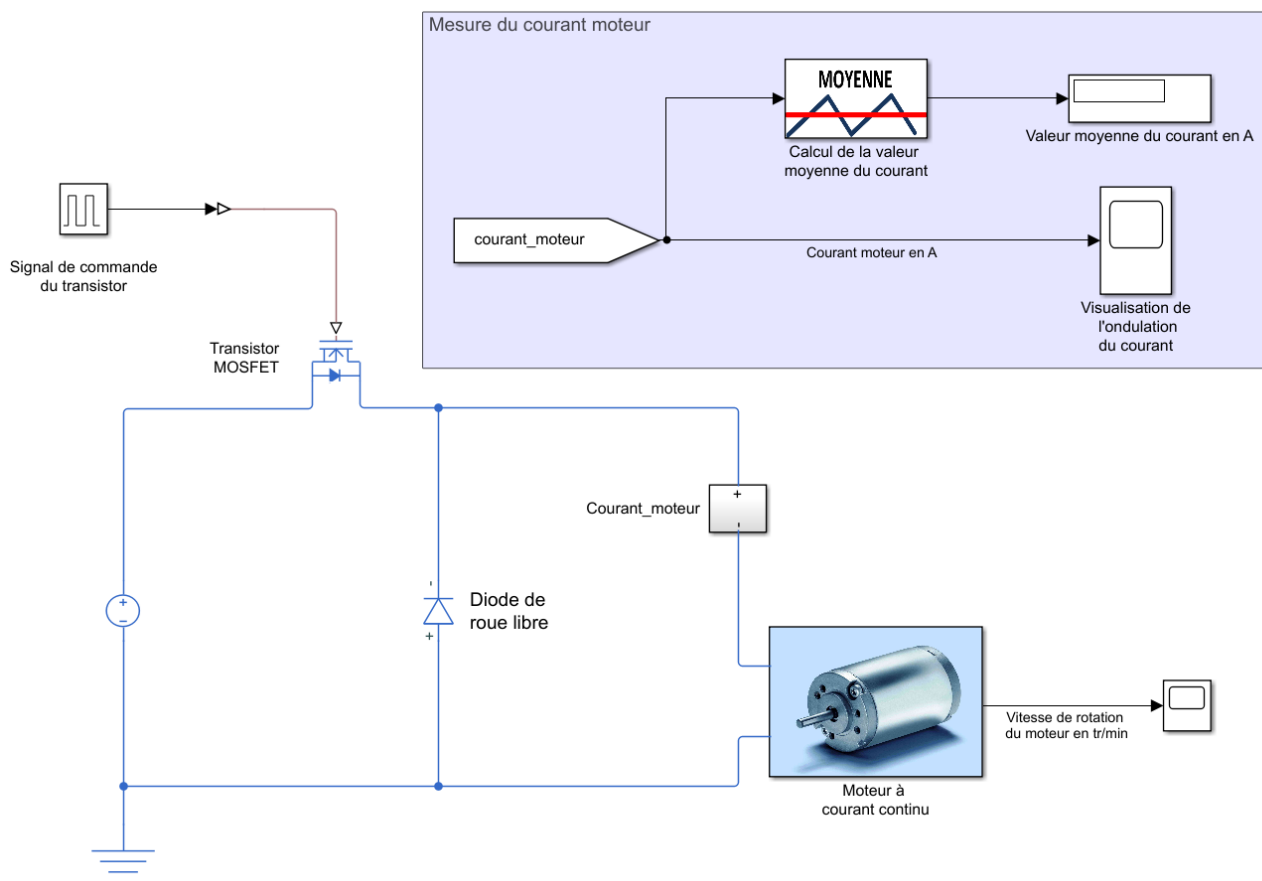 Mesure du courant moteur
MOYENNE
Calcul de la valeur
moyenne du courant
Valeur moyenne du courant en A
courant_moteur
Courant moteur en A
Visualisation de
l'ondulation
du courant
Signal de commande
du transistor
Transistor
MOSFET
Courant_moteur
+
-
-
Diode de
roue libre
+
+
−
Vitesse de rotation
du moteur en tr/min
Moteur à
courant continu